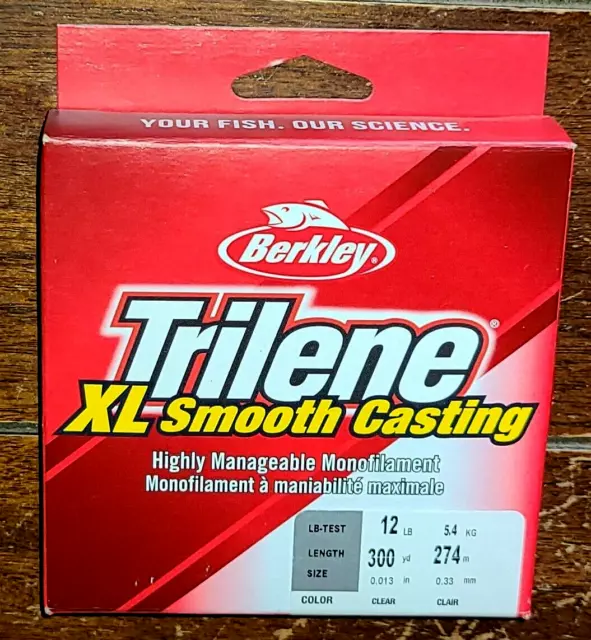 YOUR FISH. OUR SCIENCE.
Berkley®
Trilene®
XL Smooth Casting
Highly Manageable Monofilament
Monofilament à maniabilité maximale
LB-TEST 12 LB 5.4 KG
LENGTH 300 yd 274 m
SIZE 0.013 in 0.33 mm
COLOR CLEAR CLAIR